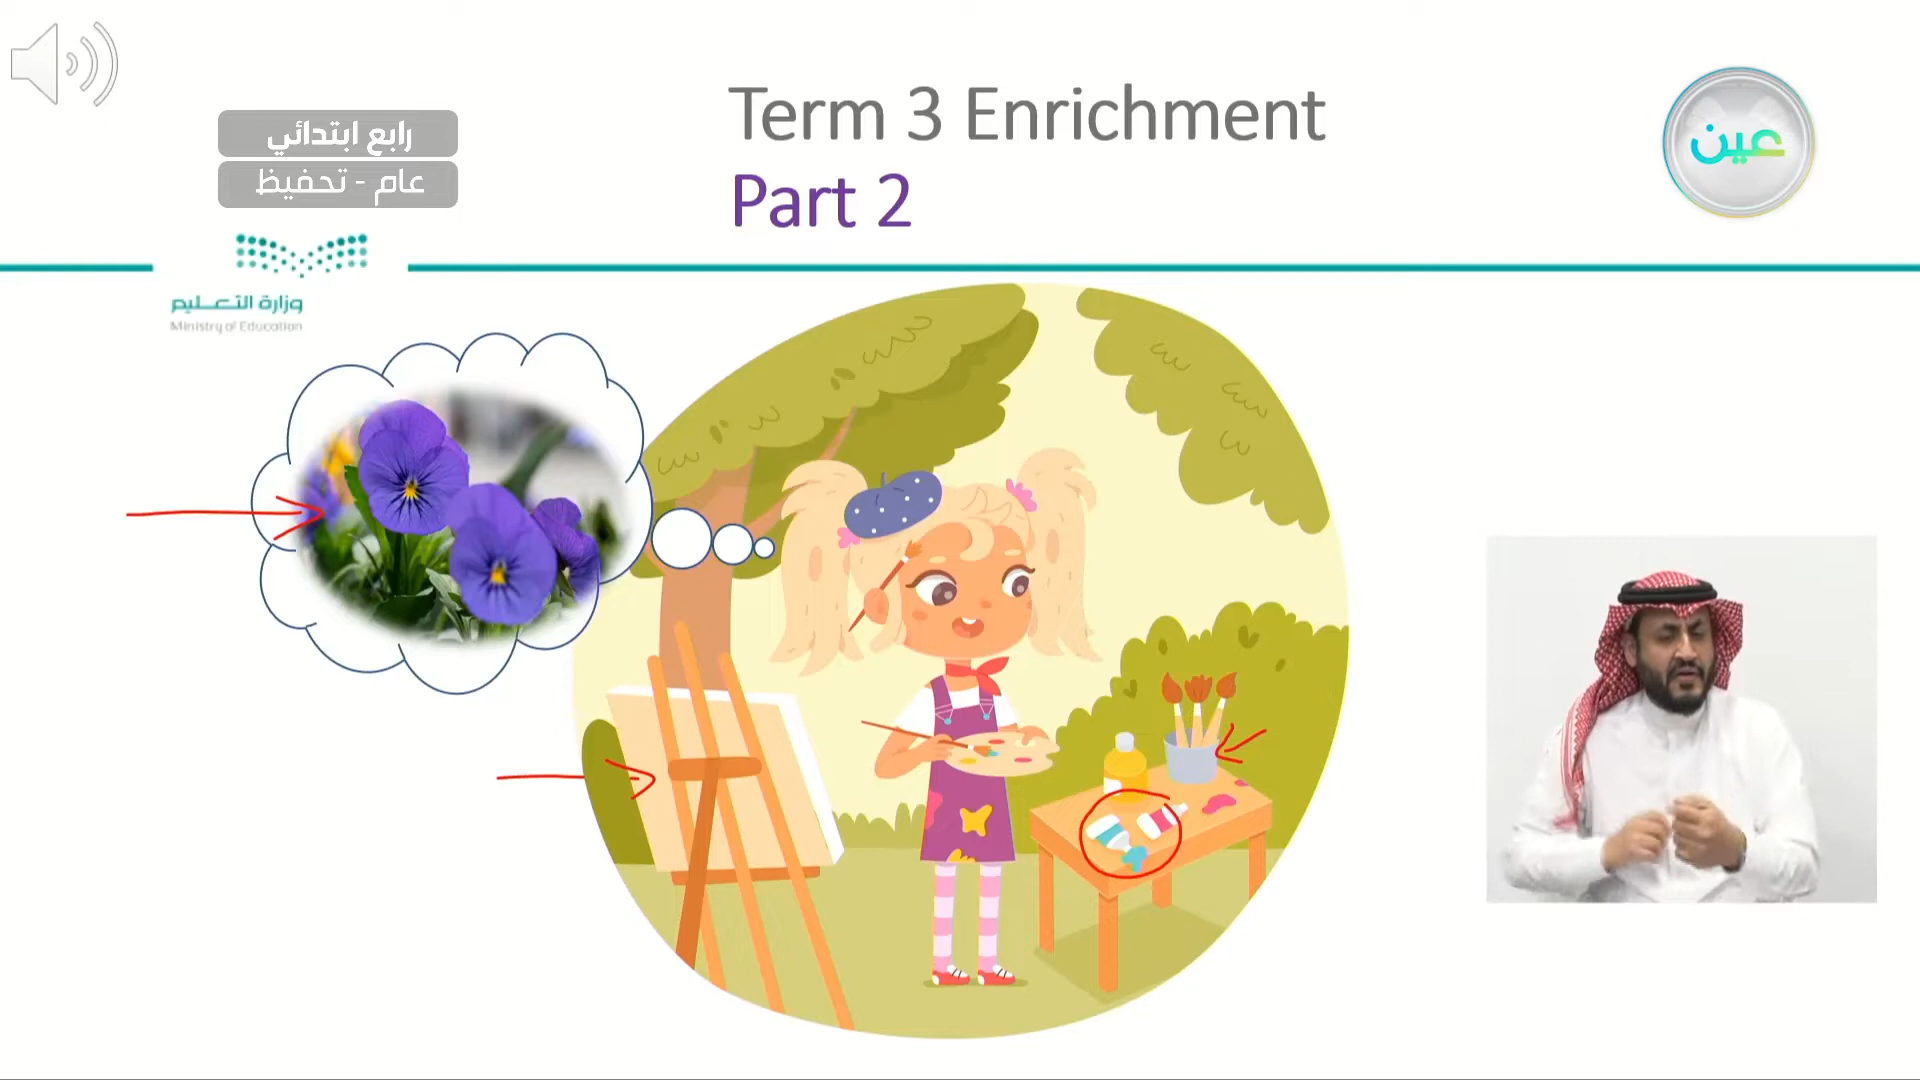 Term 3 Enrichment
Part 2
رابع ابتدائي
عام - تحفيظ
عين
وزارة التعليم
Ministry of Education